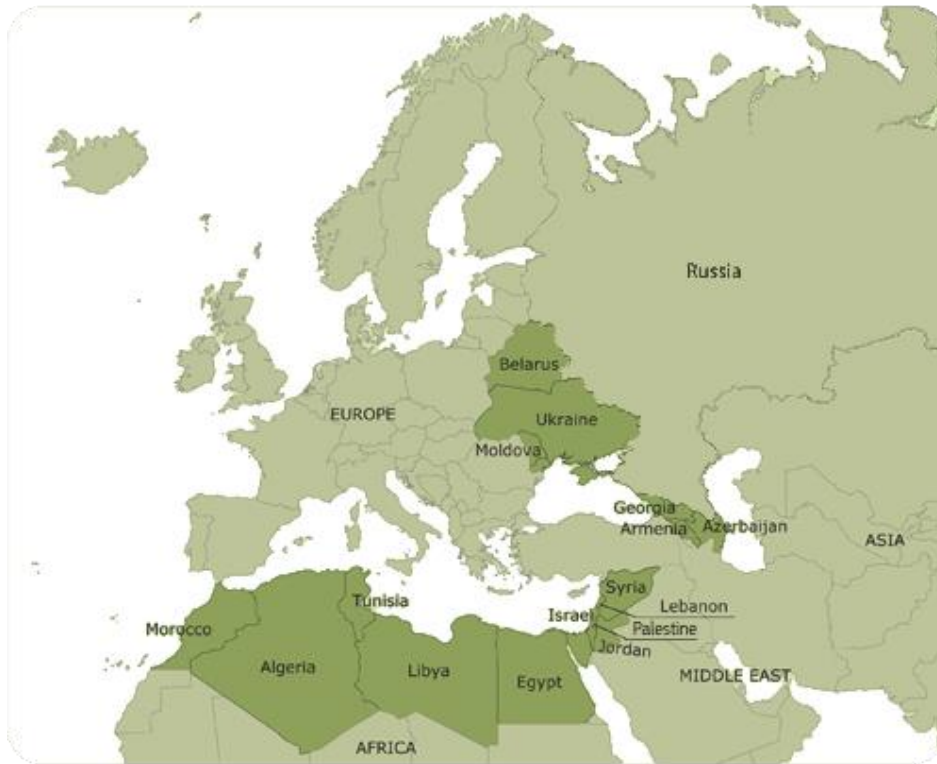 Russia
Belarus
EUROPE
Ukraine
Moldova
Georgia
Armenia
Azerbaijan
ASIA
Syria
Tunisia
Lebanon
Israel
Morocco
Palestine
Jordan
Algeria
Libya
Egypt
MIDDLE EAST
AFRICA